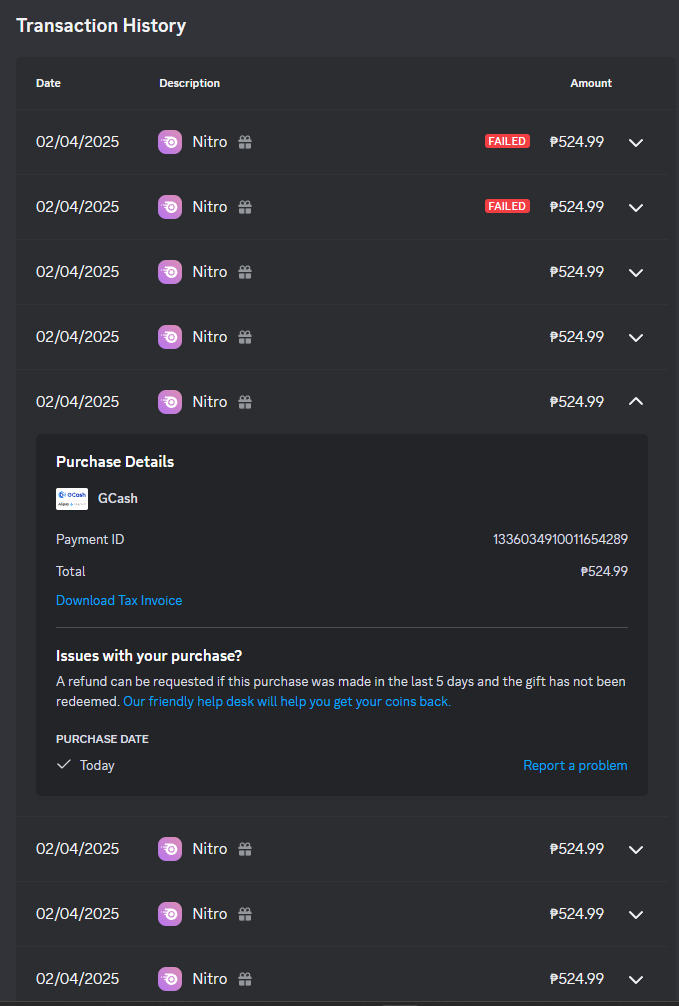 Transaction History
Date Description Amount
02/04/2025 Nitro FAILED ₱524.99
02/04/2025 Nitro FAILED ₱524.99
02/04/2025 Nitro ₱524.99
02/04/2025 Nitro ₱524.99
02/04/2025 Nitro ₱524.99
Purchase Details
GCash GCash
Payment ID 1336034910011654289
Total ₱524.99
Download Tax Invoice
Issues with your purchase?
A refund can be requested if this purchase was made in the last 5 days and the gift has not been
redeemed. Our friendly help desk will help you get your coins back.
PURCHASE DATE
Today Report a problem
02/04/2025 Nitro ₱524.99
02/04/2025 Nitro ₱524.99
02/04/2025 Nitro ₱524.99